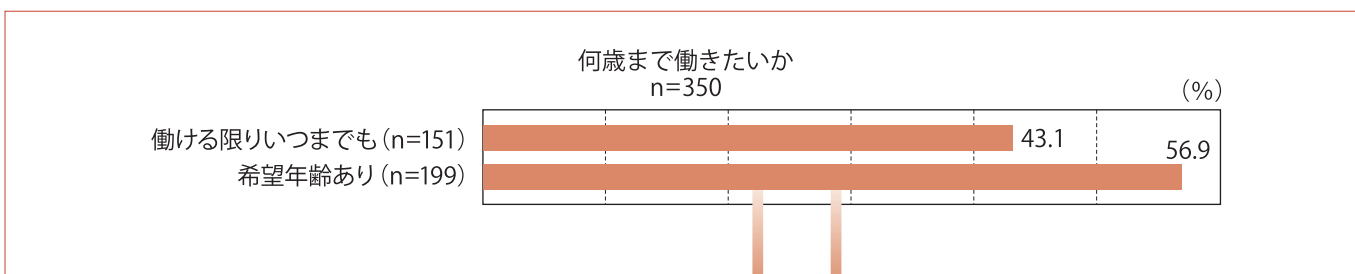 何歳まで働きたいか
n=350
(%)
働ける限りいつまでも(n=151)
43.1
56.9
希望年齢あり(n=199)